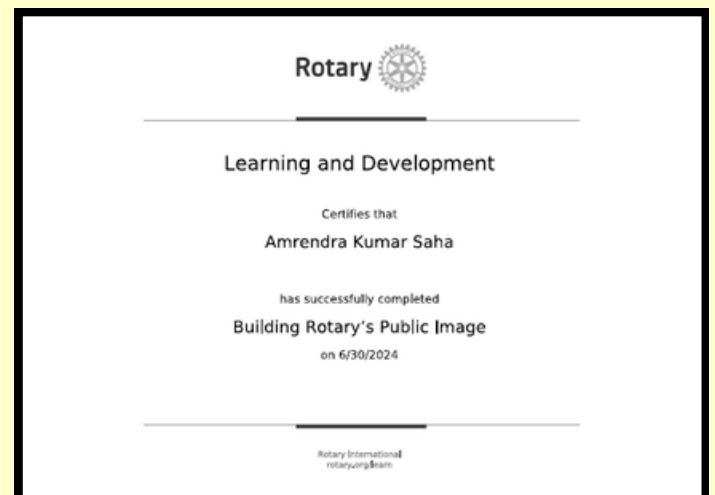 Rotary
Learning and Development
Certifies that
Amrendra Kumar Saha
has successfully completed
Building Rotary's Public Image
on 6/30/2024
Rotary International
rotary.org/learn